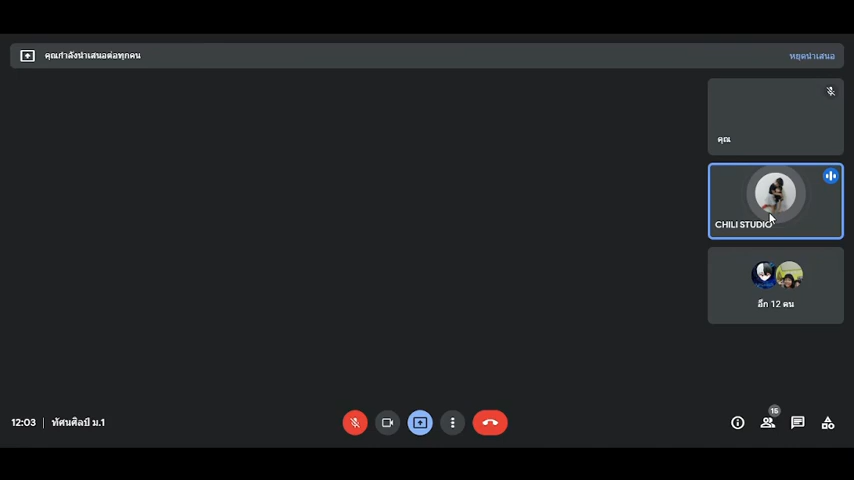 คุณกำลังนำเสนอต่อทุกคน
หยุดนำเสนอ
คุณ
CHILI STUDIO
อีก 12 คน
12:03 | ทัศนศิลป์ ม.1
15